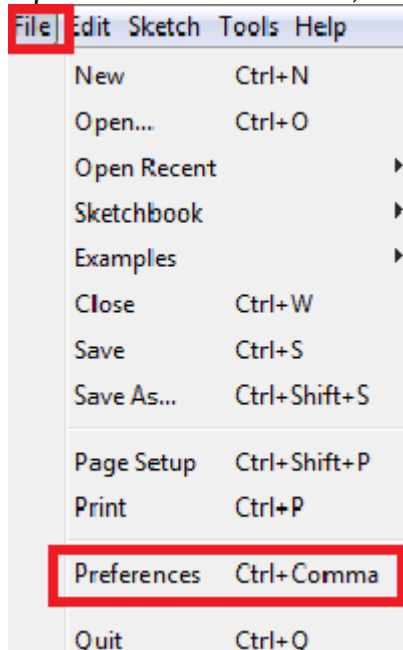 File Edit Sketch Tools Help
New Ctrl+N
Open... Ctrl+O
Open Recent
Sketchbook
Examples
Close Ctrl+W
Save Ctrl+S
Save As... Ctrl+Shift+S
Page Setup Ctrl+Shift+P
Print Ctrl+P
Preferences Ctrl+Comma
Quit Ctrl+Q